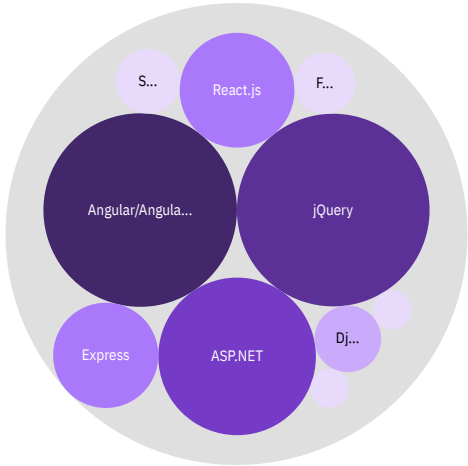 S...
React.js
F...
Angular/Angula...
jQuery
Dj...
Express
ASP.NET